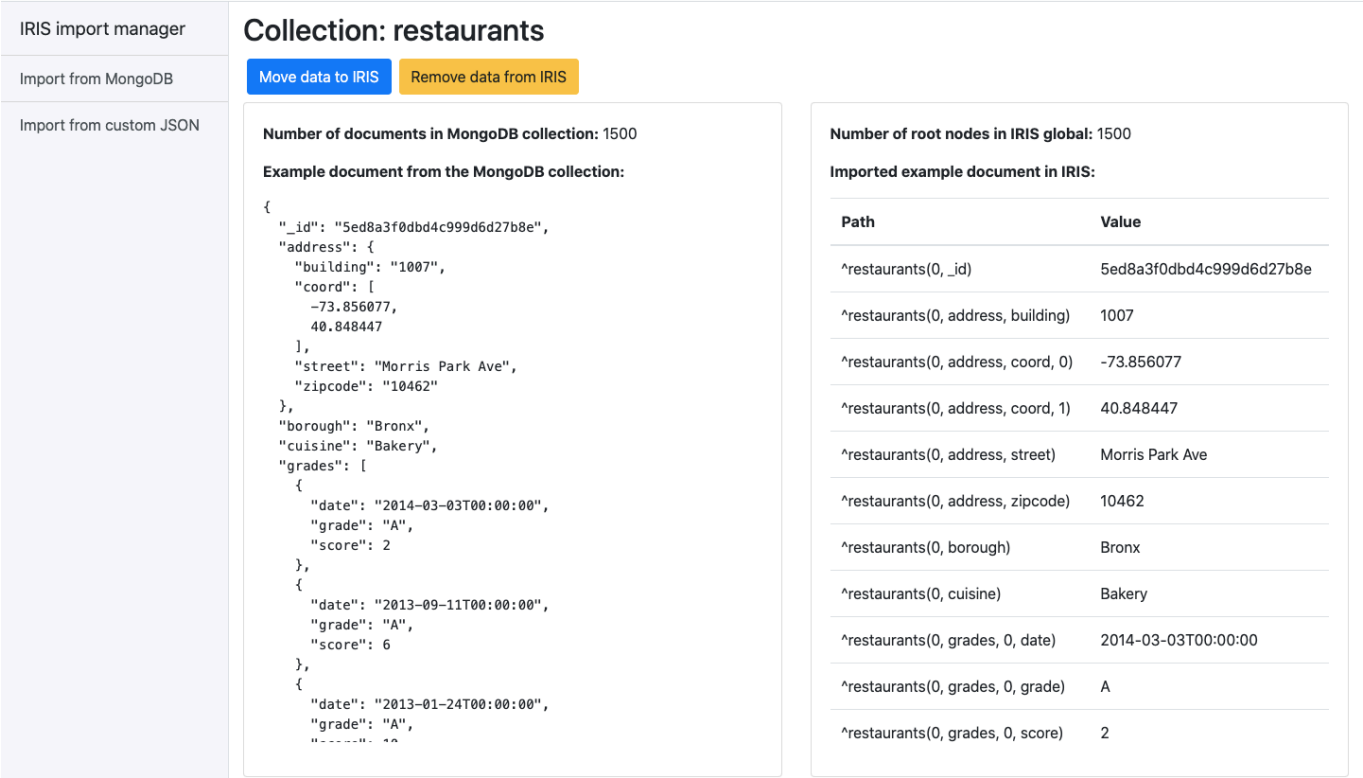 IRIS import manager
Import from MongoDB
Import from custom JSON
Collection: restaurants
Move data to IRIS
Remove data from IRIS
Number of documents in MongoDB collection: 1500
Example document from the MongoDB collection:
{
  "_id": "5ed8a3f0dbd4c999d6d27b8e",
  "address": {
    "building": "1007",
    "coord": [
      -73.856077,
      40.848447
    ],
    "street": "Morris Park Ave",
    "zipcode": "10462"
  },
  "borough": "Bronx",
  "cuisine": "Bakery",
  "grades": [
    {
      "date": "2014-03-03T00:00:00",
      "grade": "A",
      "score": 2
    },
    {
      "date": "2013-09-11T00:00:00",
      "grade": "A",
      "score": 6
    },
    {
      "date": "2013-01-24T00:00:00",
      "grade": "A",
Number of root nodes in IRIS global: 1500
Imported example document in IRIS:
Path Value
^restaurants(0, _id) 5ed8a3f0dbd4c999d6d27b8e
^restaurants(0, address, building) 1007
^restaurants(0, address, coord, 0) -73.856077
^restaurants(0, address, coord, 1) 40.848447
^restaurants(0, address, street) Morris Park Ave
^restaurants(0, address, zipcode) 10462
^restaurants(0, borough) Bronx
^restaurants(0, cuisine) Bakery
^restaurants(0, grades, 0, date) 2014-03-03T00:00:00
^restaurants(0, grades, 0, grade) A
^restaurants(0, grades, 0, score) 2